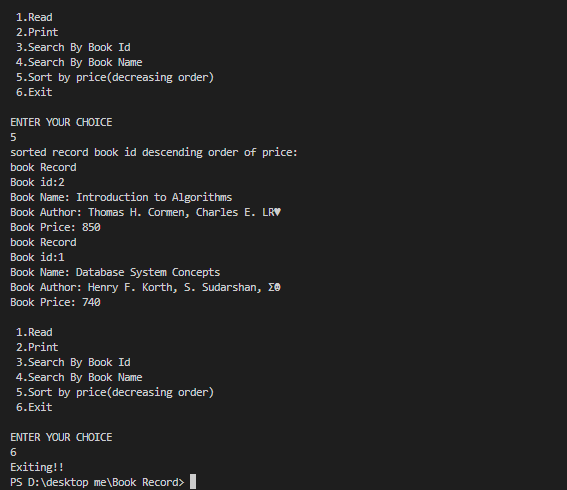 1.Read
2.Print
3.Search By Book Id
4.Search By Book Name
5.Sort by price(decreasing order)
6.Exit
ENTER YOUR CHOICE
5
sorted record book id descending order of price:
book Record
Book id:2
Book Name: Introduction to Algorithms
Book Author: Thomas H. Cormen, Charles E. LR♥
Book Price: 850
book Record
Book id:1
Book Name: Database System Concepts
Book Author: Henry F. Korth, S. Sudarshan, Σ☻
Book Price: 740
1.Read
2.Print
3.Search By Book Id
4.Search By Book Name
5.Sort by price(decreasing order)
6.Exit
ENTER YOUR CHOICE
6
Exiting!!
PS D:\desktop me\Book Record>